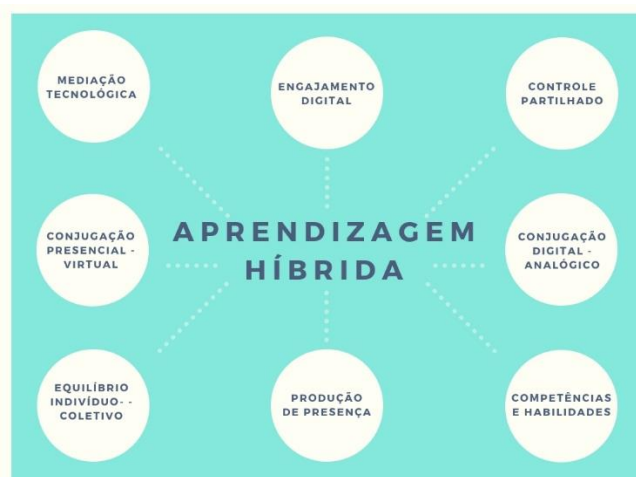 MEDIAÇÃO
TECNOLÓGICA
ENGAJAMENTO
DIGITAL
CONTROLE
PARTILHADO
CONJUGAÇÃO
PRESENCIAL -
VIRTUAL
APRENDIZAGEM
HÍBRIDA
CONJUGAÇÃO
DIGITAL -
ANALÓGICO
EQUILÍBRIO
INDIVÍDUO- -
COLETIVO
PRODUÇÃO
DE PRESENÇA
COMPETÊNCIAS
E HABILIDADES